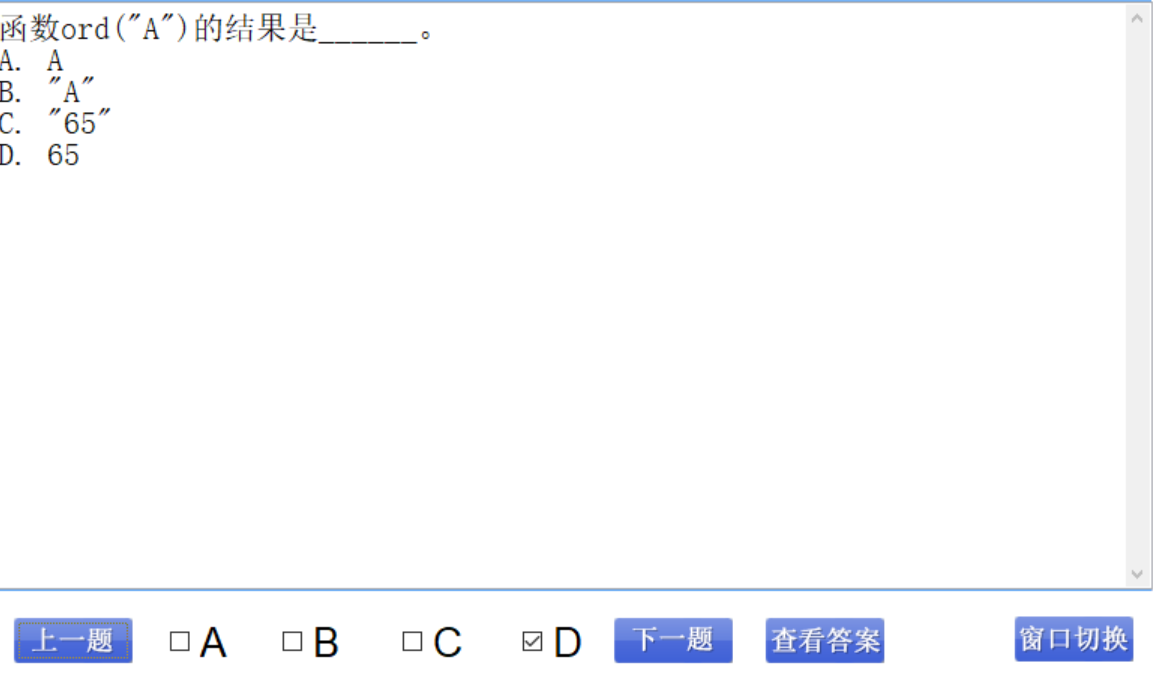 函数ord("A")的结果是______。
A. A
B. "A"
C. "65"
D. 65
上一题 A B C D 下一题 查看答案 窗口切换